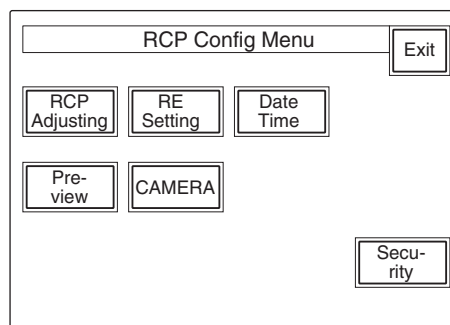 RCP Config Menu
Exit
RCP
Adjusting
RE
Setting
Date
Time
Pre-
view
CAMERA
Secu-
rity